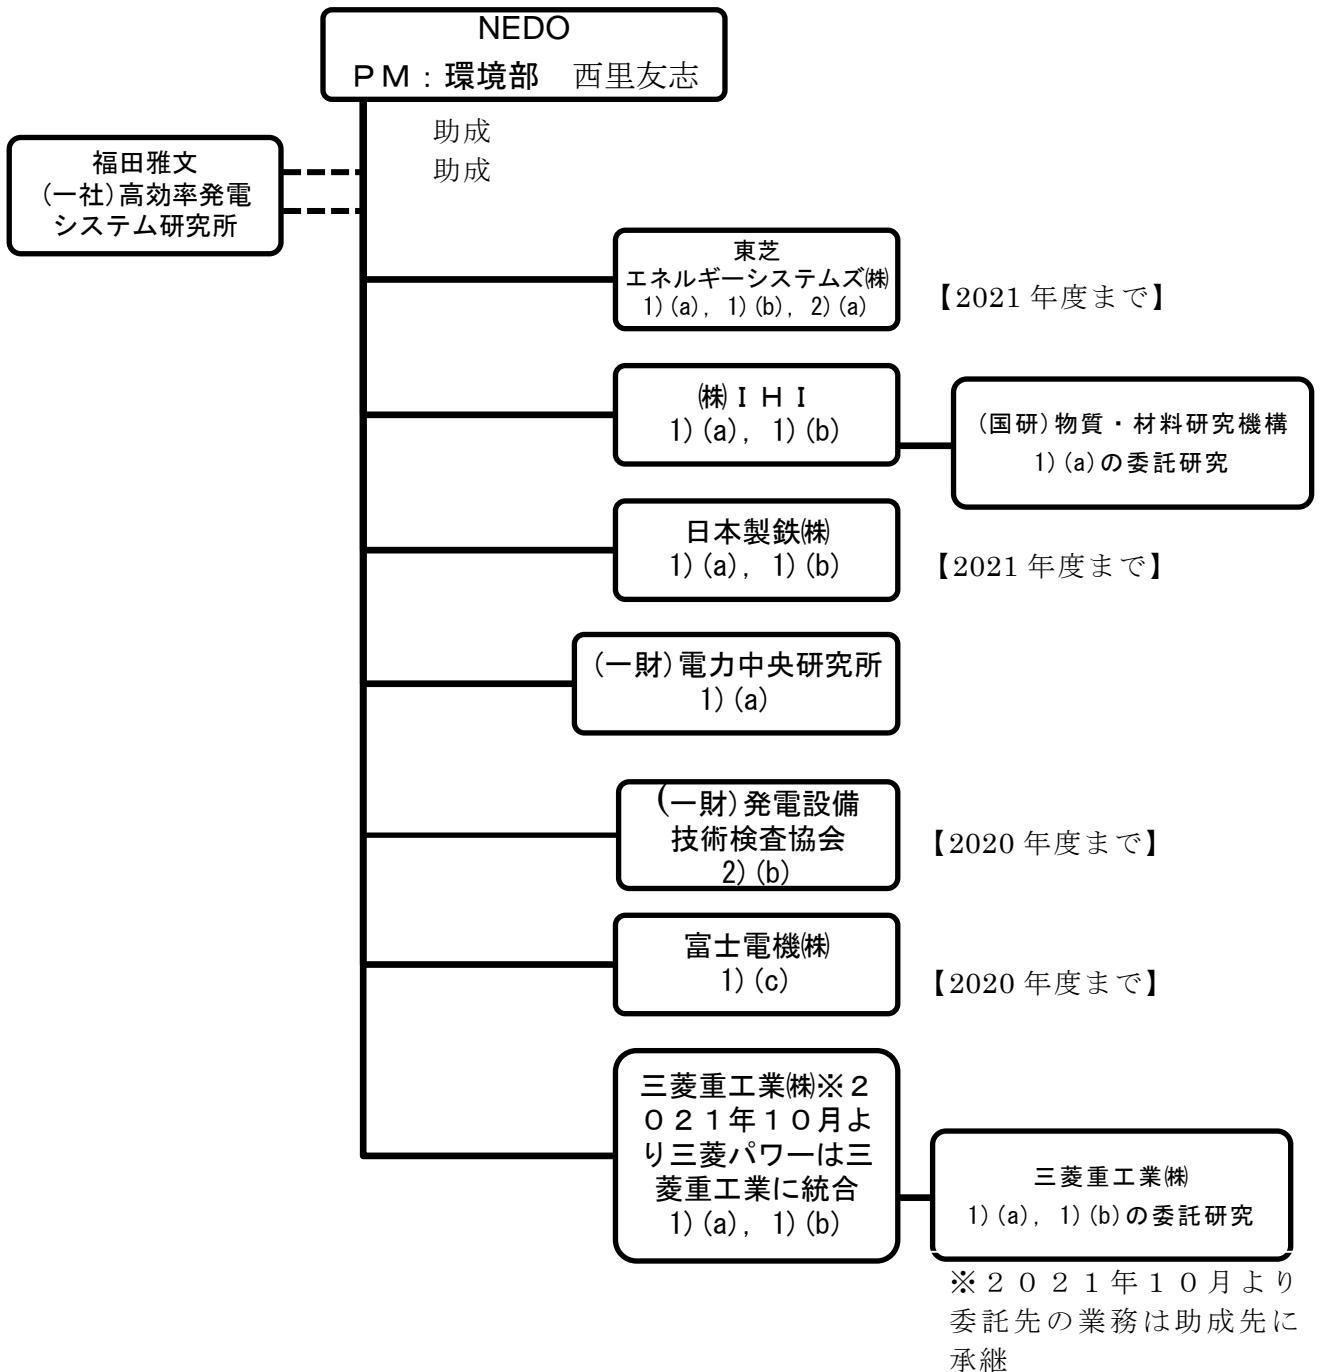 NEDO
ＰＭ：環境部　西里友志
助成
助成
福田雅文
(一社)高効率発電
システム研究所
東芝
エネルギーシステムズ㈱
1)(a), 1)(b), 2)(a)
【2021 年度まで】
㈱ＩＨＩ
1)(a), 1)(b)
(国研)物質・材料研究機構
1)(a)の委託研究
日本製鉄㈱
1)(a), 1)(b)
【2021 年度まで】
(一財)電力中央研究所
1)(a)
(一財)発電設備
技術検査協会
2)(b)
【2020 年度まで】
富士電機㈱
1)(c)
【2020 年度まで】
三菱重工業㈱※２
０２１年１０月よ
り三菱パワーは三
菱重工業に統合
1)(a), 1)(b)
三菱重工業㈱
1)(a), 1)(b)の委託研究
※２０２１年１０月より
委託先の業務は助成先に
承継